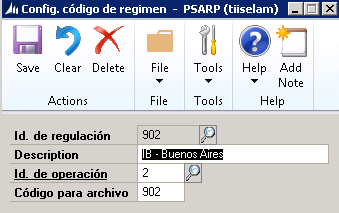 Config. código de regimen - PSARP (tiiselam)
Save Clear Delete File Tools Help Add Note
Actions File Tools Help
Id. de regulación 902
Description IB - Buenos Aires
Id. de operación 2
Código para archivo 902